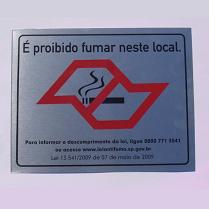 É proibido fumar neste local.
Para informar o descumprimento da lei, ligue 0800 771 3541
ou acesse www.leiantifumo.sp.gov.br
Lei 13.541/2009 de 07 de maio de 2009